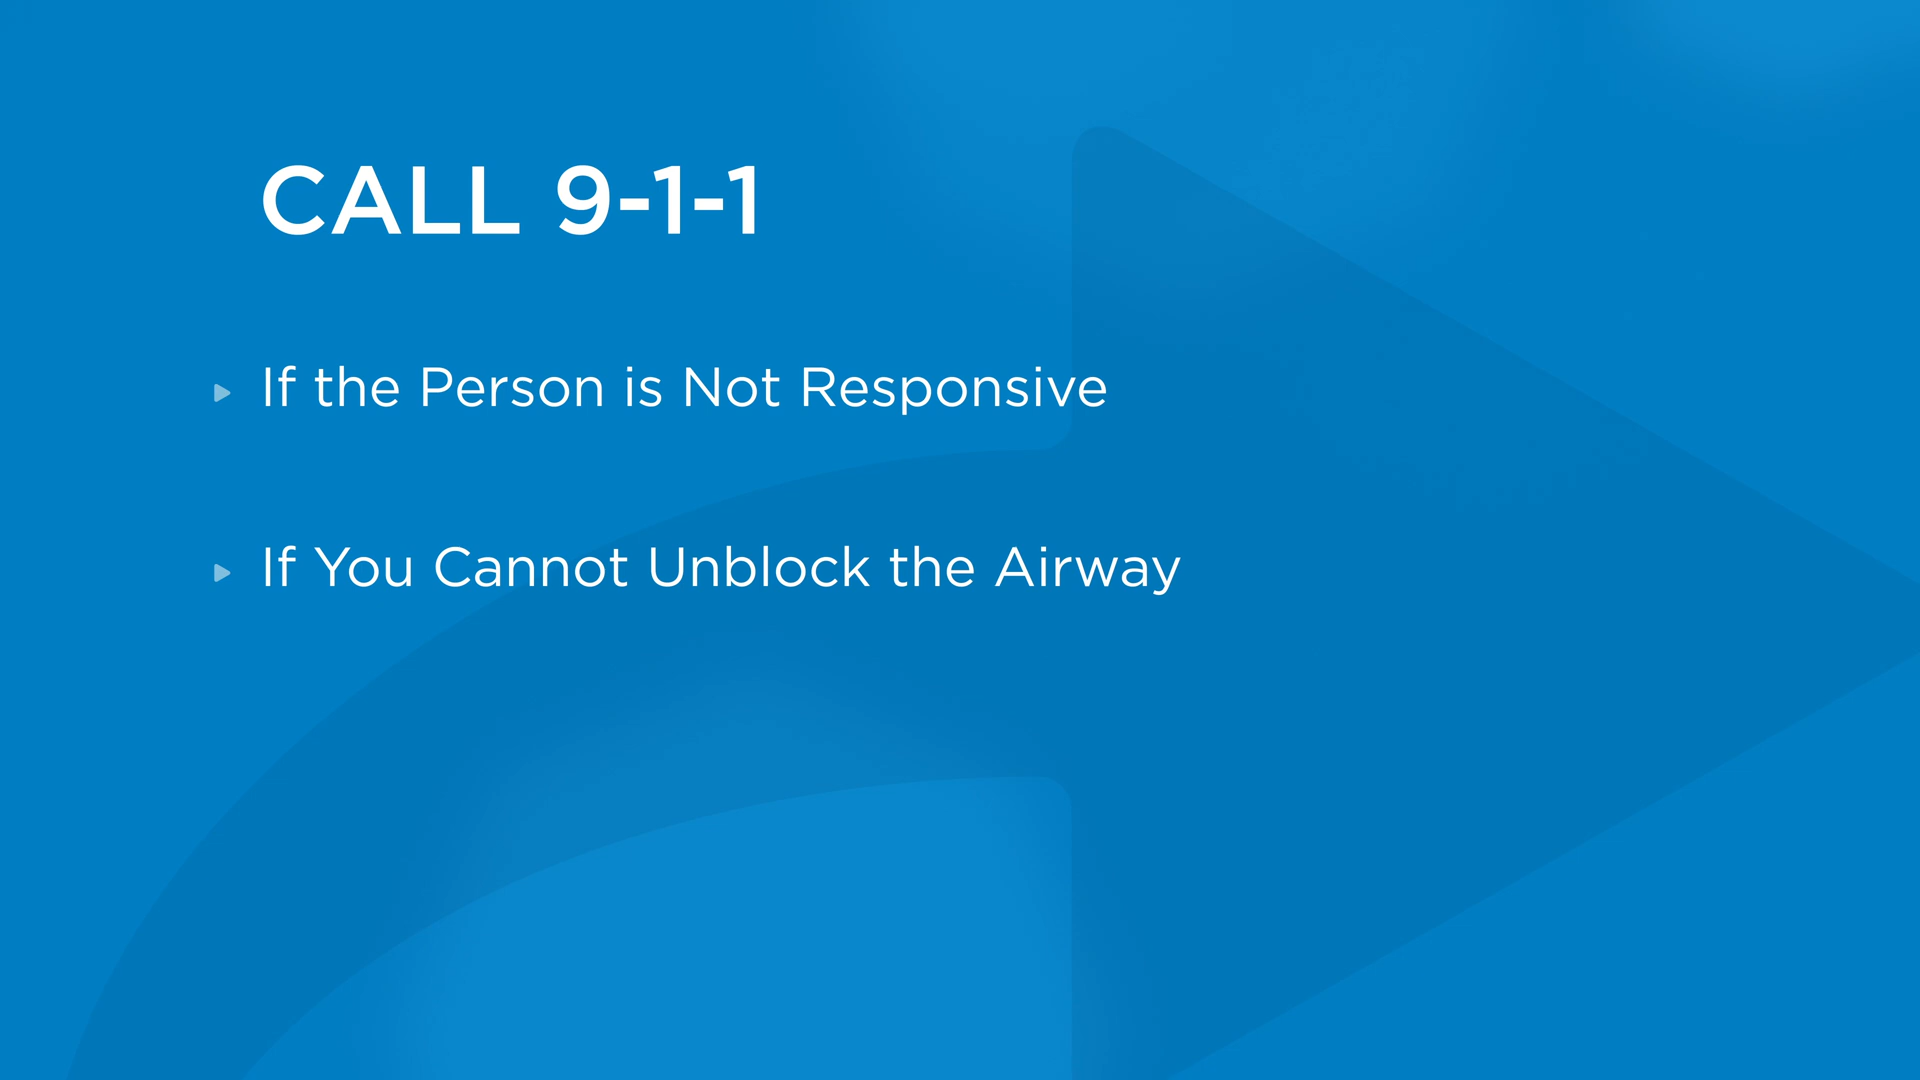 CALL 9-1-1
If the Person is Not Responsive
If You Cannot Unblock the Airway